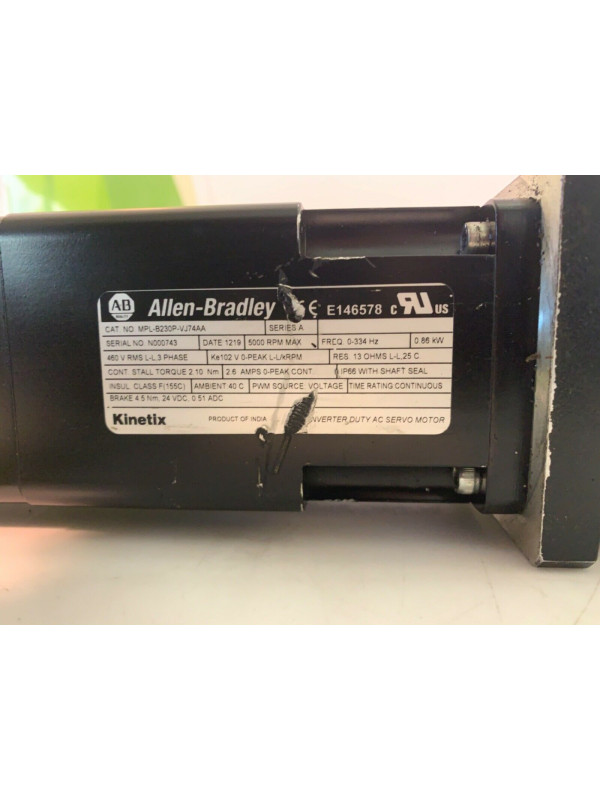 AB QUALITY Allen-Bradley CE E146578 c RU US
CAT NO. MPL-B230P-VJ74AA SERIES A
SERIAL NO. N000743 DATE 1219 5000 RPM MAX FREQ. 0-334 Hz 0.86 kW
460 V RMS L-L,3 PHASE Ke102 V 0-PEAK L-L/kRPM RES. 13 OHMS L-L,25 C
CONT. STALL TORQUE 2.10 Nm 2.6 AMPS 0-PEAK CONT. IP66 WITH SHAFT SEAL
INSUL. CLASS F(155C) AMBIENT 40 C PWM SOURCE, VOLTAGE TIME RATING CONTINUOUS
BRAKE 4.5 Nm, 24 VDC, 0.51 ADC
Kinetix PRODUCT OF INDIA INVERTER DUTY AC SERVO MOTOR